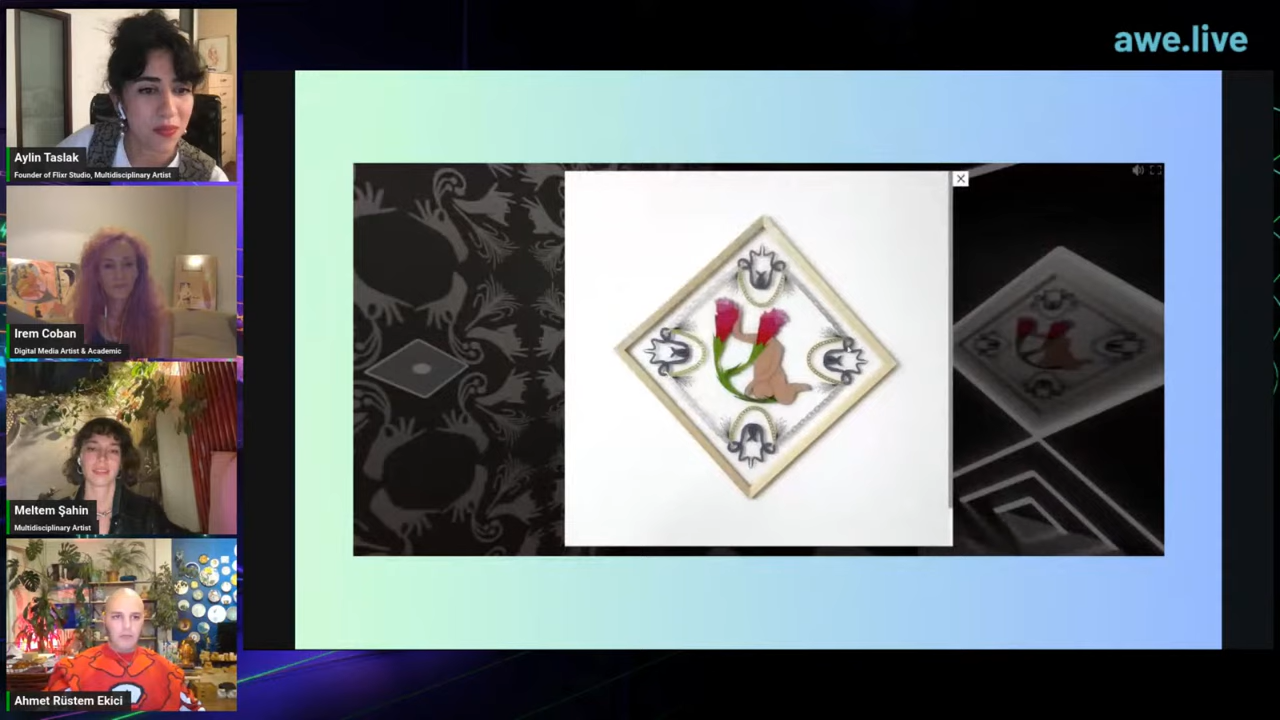 awe.live
Aylin Taslak
Founder of Flixr Studio, Multidisciplinary Artist
Irem Coban
Digital Media Artist & Academic
Meltem Şahin
Multidisciplinary Artist
Ahmet Rüstem Ekici